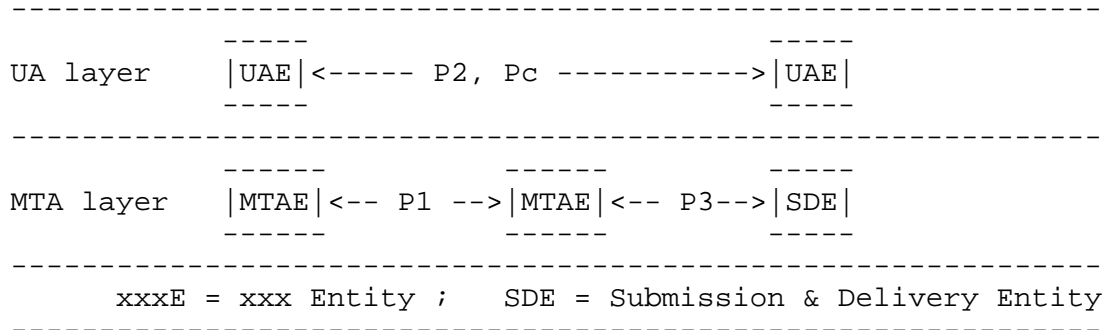 --------------------------------------------------------------
            -----                          -----
UA layer    |UAE|<----- P2, Pc ----------->|UAE|
            -----                          -----
--------------------------------------------------------------
            ------         ------          -----
MTA layer   |MTAE|<-- P1 -->|MTAE|<-- P3-->|SDE|
            ------         ------          -----
--------------------------------------------------------------
      xxxE = xxx Entity ;   SDE = Submission & Delivery Entity
--------------------------------------------------------------